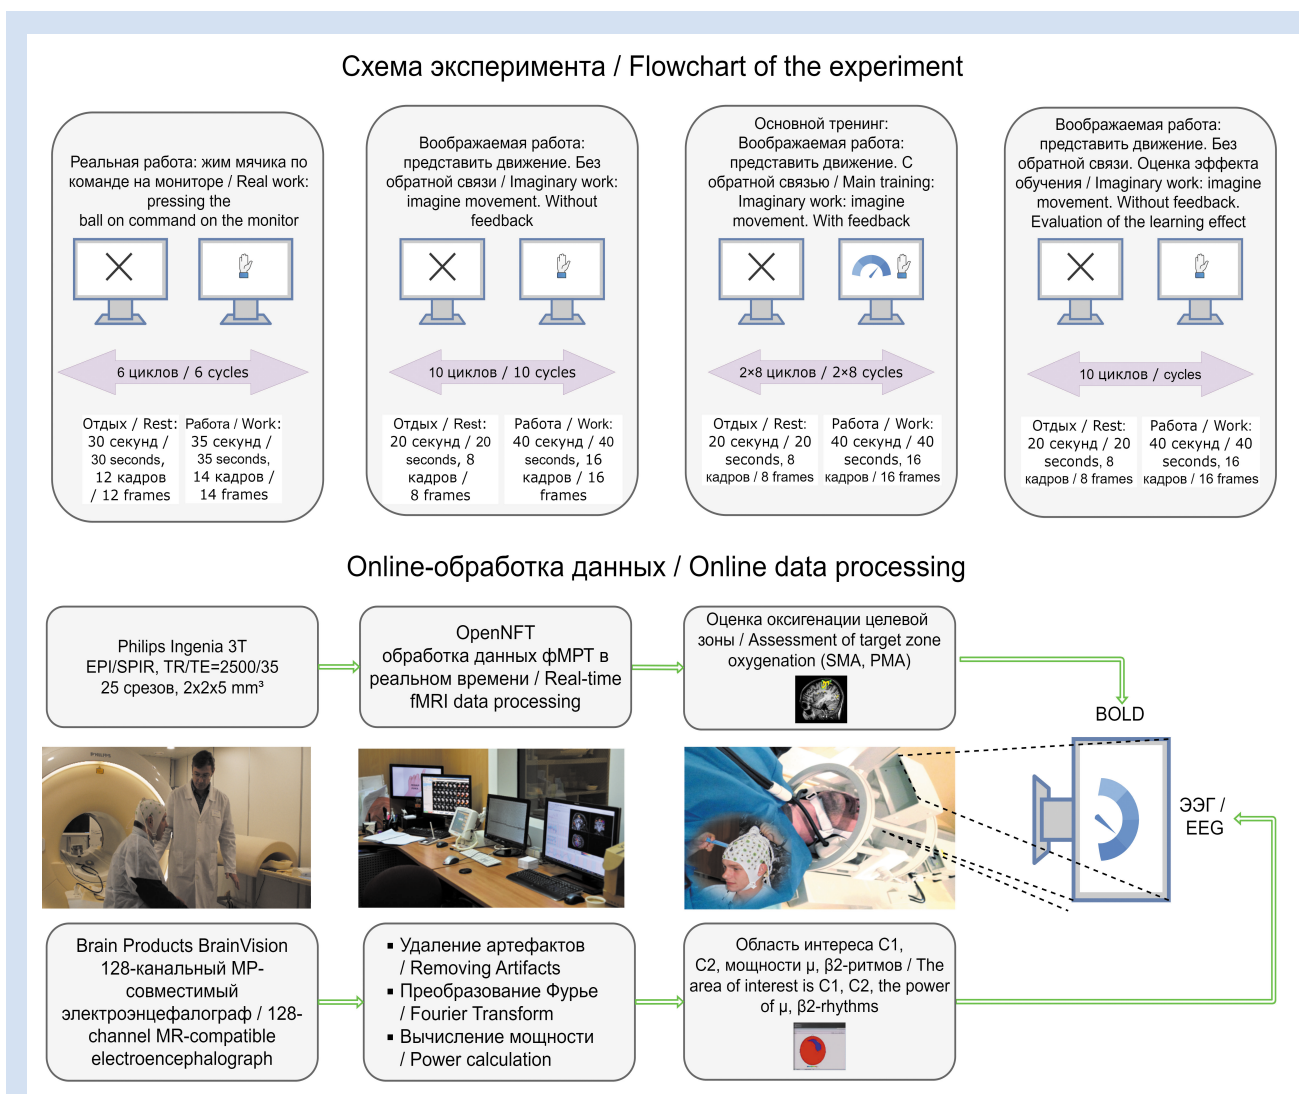 Схема эксперимента / Flowchart of the experiment
Реальная работа: жим мячика по
команде на мониторе / Real work:
pressing the
ball on command on the monitor
6 циклов / 6 cycles
Отдых / Rest:
30 секунд /
30 seconds,
12 кадров
/ 12 frames
Работа / Work:
35 секунд /
35 seconds,
14 кадров /
14 frames
Воображаемая работа:
представить движение. Без
обратной связи / Imaginary work:
imagine movement. Without
feedback
10 циклов / 10 cycles
Отдых / Rest:
20 секунд / 20
seconds, 8
кадров /
8 frames
Работа / Work:
40 секунд / 40
seconds, 16
кадров / 16
frames
Основной тренинг:
Воображаемая работа:
представить движение. С
обратной связью / Main training:
Imaginary work: imagine
movement. With feedback
2×8 циклов / 2×8 cycles
Отдых / Rest:
20 секунд / 20
seconds, 8
кадров / 8 frames
Работа / Work:
40 секунд / 40
seconds, 16
кадров / 16 frames
Воображаемая работа:
представить движение. Без
обратной связи. Оценка эффекта
обучения / Imaginary work: imagine
movement. Without feedback.
Evaluation of the learning effect
10 циклов / cycles
Отдых / Rest:
20 секунд / 20
seconds, 8
кадров / 8 frames
Работа / Work:
40 секунд / 40
seconds, 16
кадров / 16 frames
Online-обработка данных / Online data processing
Philips Ingenia 3T
EPI/SPIR, TR/TE=2500/35
25 срезов, 2x2x5 mm³
OpenNFT
обработка данных фМРТ в
реальном времени / Real-time
fMRI data processing
Оценка оксигенации целевой
зоны / Assessment of target zone
oxygenation (SMA, PMA)
BOLD
ЭЭГ /
EEG
Brain Products BrainVision
128-канальный МР-
совместимый
электроэнцефалограф / 128-
channel MR-compatible
electroencephalograph
▪ Удаление артефактов
/ Removing Artifacts
▪ Преобразование Фурье
/ Fourier Transform
▪ Вычисление мощности
/ Power calculation
Область интереса C1,
C2, мощности μ, β2-ритмов / The
area of interest is C1, C2, the power
of μ, β2-rhythms